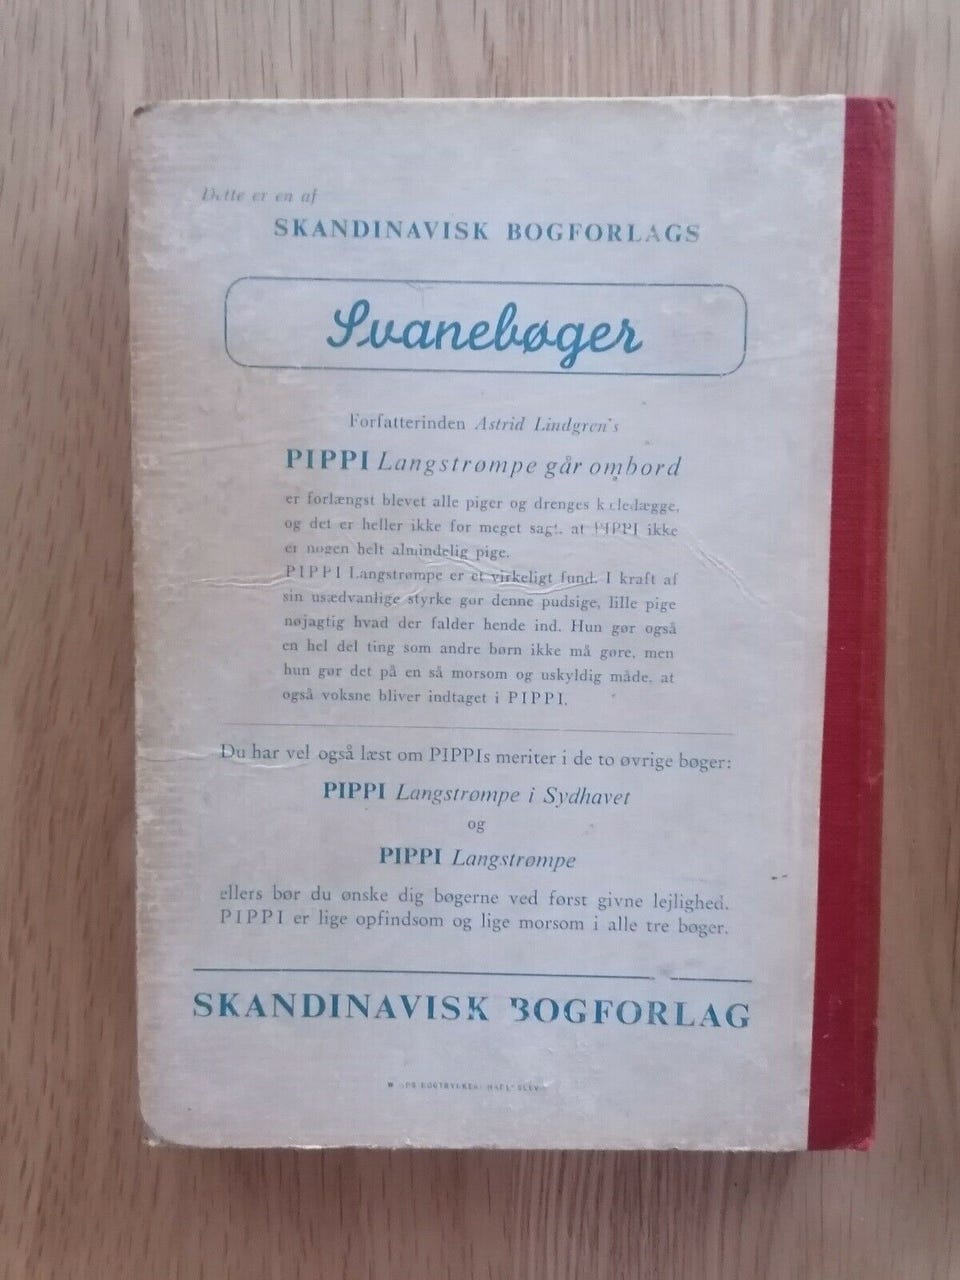 Dette er en af
SKANDINAVISK BOGFORLAGS
Svanebøger
Forfatterinden Astrid Lindgren's
PIPPI Langstrømpe går ombord
er forlængst blevet alle piger og drenges kæledægge,
og det er heller ikke for meget sagt, at PIPPI ikke
er nogen helt almindelig pige.
PIPPI Langstrømpe er et virkeligt fund. I kraft af
sin usædvanlige styrke gør denne pudsige, lille pige
nøjagtig hvad der falder hende ind. Hun gør også
en hel del ting som andre børn ikke må gøre, men
hun gør det på en så morsom og uskyldig måde, at
også voksne bliver indtaget i PIPPI.
Du har vel også læst om PIPPIs meriter i de to øvrige bøger:
PIPPI Langstrømpe i Sydhavet
og
PIPPI Langstrømpe
ellers bør du ønske dig bøgerne ved først givne lejlighed.
PIPPI er lige opfindsom og lige morsom i alle tre bøger.
SKANDINAVISK BOGFORLAG